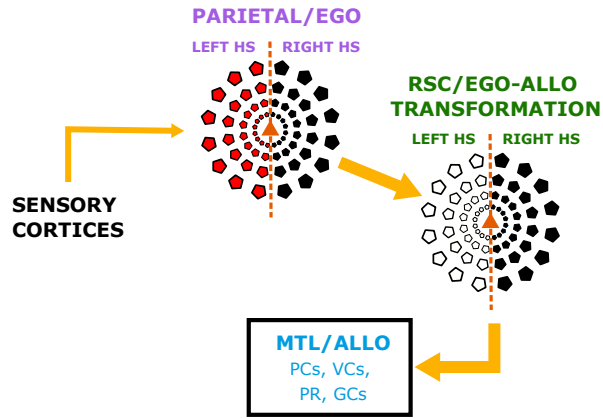 PARIETAL/EGO
LEFT HS RIGHT HS
RSC/EGO-ALLO
TRANSFORMATION
LEFT HS RIGHT HS
SENSORY
CORTICES
MTL/ALLO
PCs, VCs,
PR, GCs